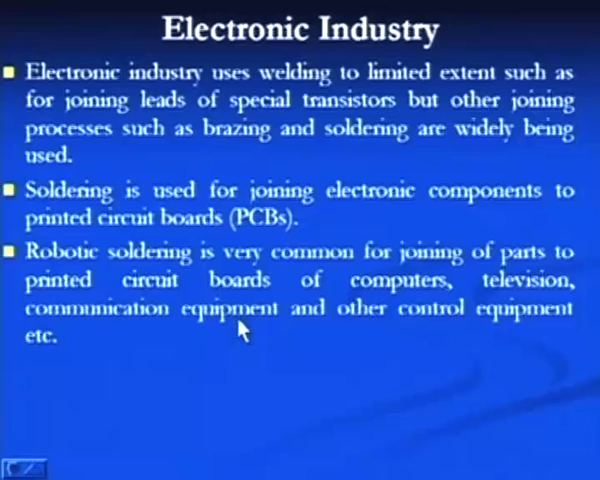 Electronic Industry
Electronic industry uses welding to limited extent such as
for joining leads of special transistors but other joining
processes such as brazing and soldering are widely being
used.
Soldering is used for joining electronic components to
printed circuit boards (PCBs).
Robotic soldering is very common for joining of parts to
printed circuit boards of computers, television,
communication equipment and other control equipment
etc.